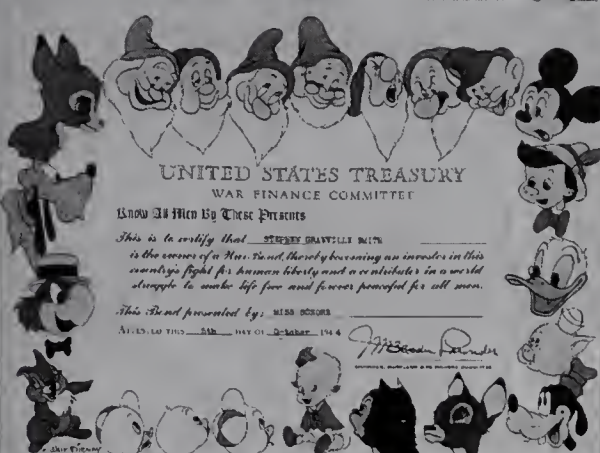 UNITED STATES TREASURY
WAR FINANCE COMMITTEE
Know All Men By These Presents
This is to certify that STEPHEN GRANVILLE SMITH
is the owner of a War Bond, thereby becoming an investor in this
country's fight for human liberty and a contributor in a world
struggle to make life free and forever peaceful for all men.
This Bond presented by: MISS
THIS 5th DAY OF October 1944
WALT DISNEY